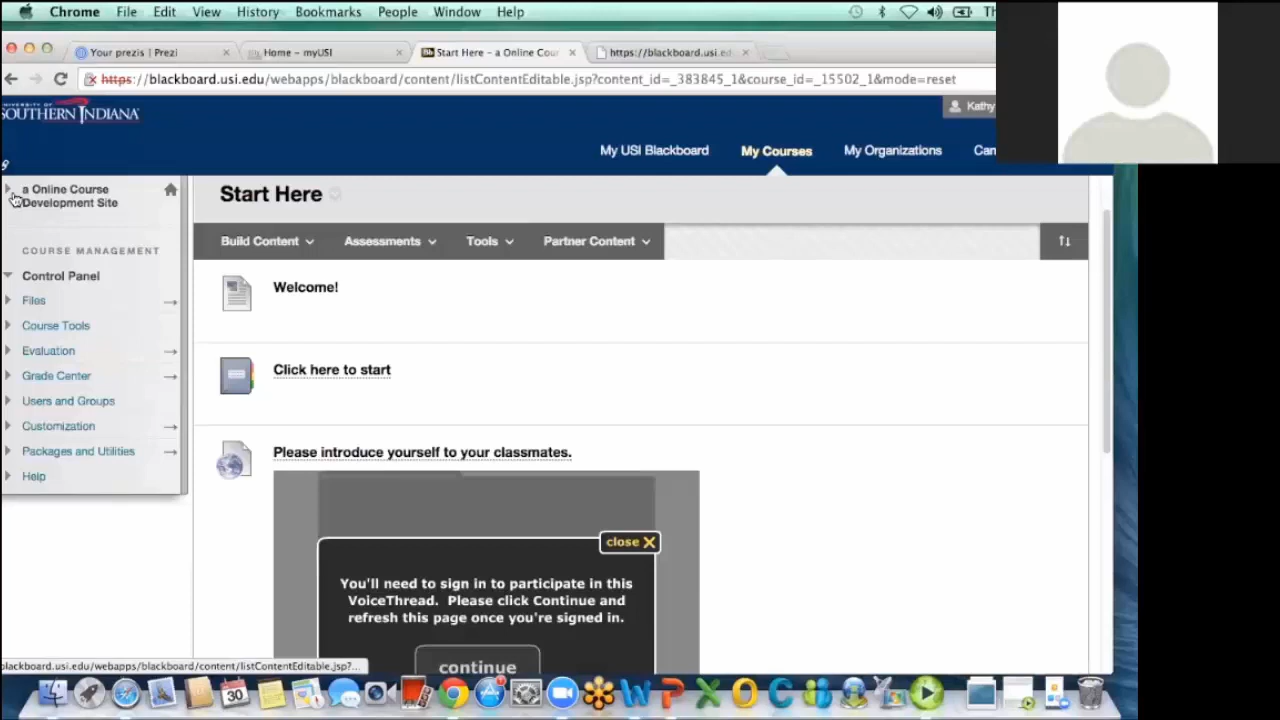 Chrome File Edit View History Bookmarks People Window Help Th
Your prezis | Prezi Home – myUSI Start Here – a Online Cou https://blackboard.usi.ed
https://blackboard.usi.edu/webapps/blackboard/content/listContentEditable.jsp?content_id=_383845_1&course_id=_15502_1&mode=reset
SOUTHERN INDIANA
Kathy
My USI Blackboard My Courses My Organizations Can
a Online Course
Development Site
COURSE MANAGEMENT
Control Panel
Files
Course Tools
Evaluation
Grade Center
Users and Groups
Customization
Packages and Utilities
Help
Start Here
Build Content Assessments Tools Partner Content
Welcome!
Click here to start
Please introduce yourself to your classmates.
close X
You'll need to sign in to participate in this
VoiceThread. Please click Continue and
refresh this page once you're signed in.
continue
blackboard.usi.edu/webapps/blackboard/content/listContentEditable.jsp?...
30